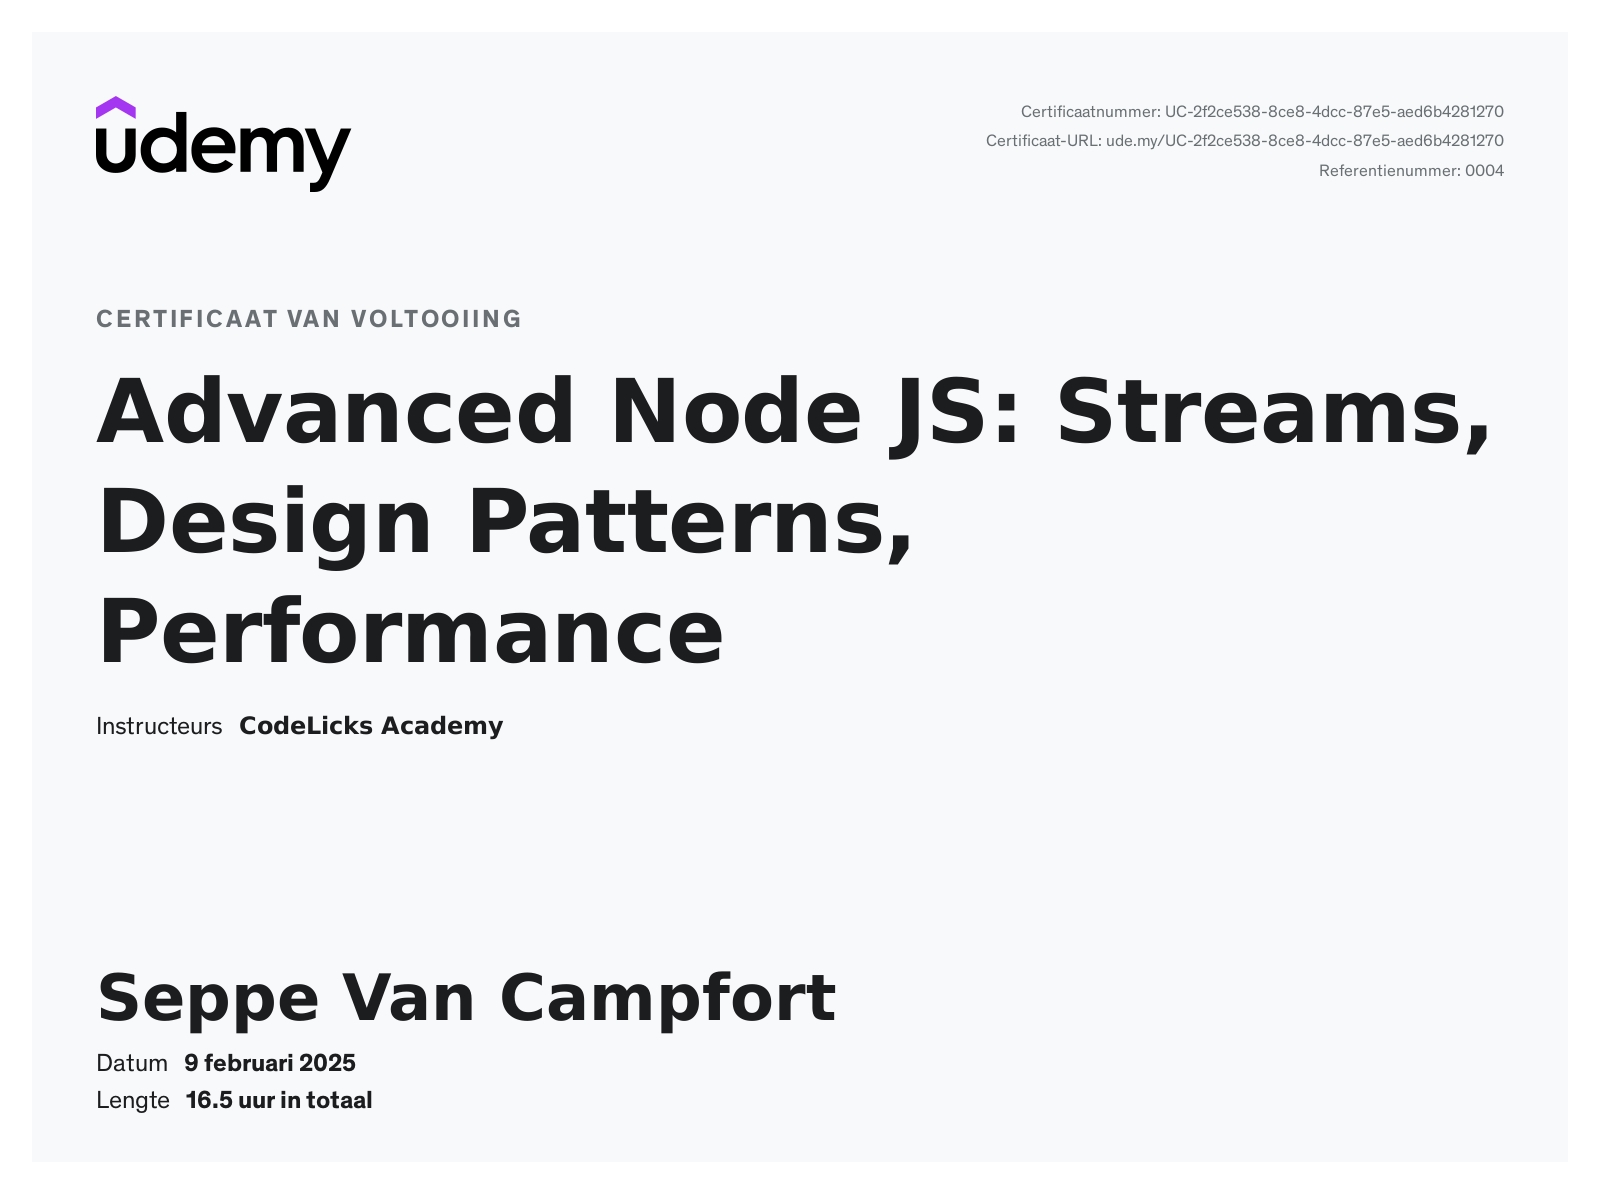 udemy
Certificaatnummer: UC-2f2ce538-8ce8-4dcc-87e5-aed6b4281270
Certificaat-URL: ude.my/UC-2f2ce538-8ce8-4dcc-87e5-aed6b4281270
Referentienummer: 0004
CERTIFICAAT VAN VOLTOOIING
Advanced Node JS: Streams,
Design Patterns,
Performance
Instructeurs CodeLicks Academy
Seppe Van Campfort
Datum 9 februari 2025
Lengte 16.5 uur in totaal